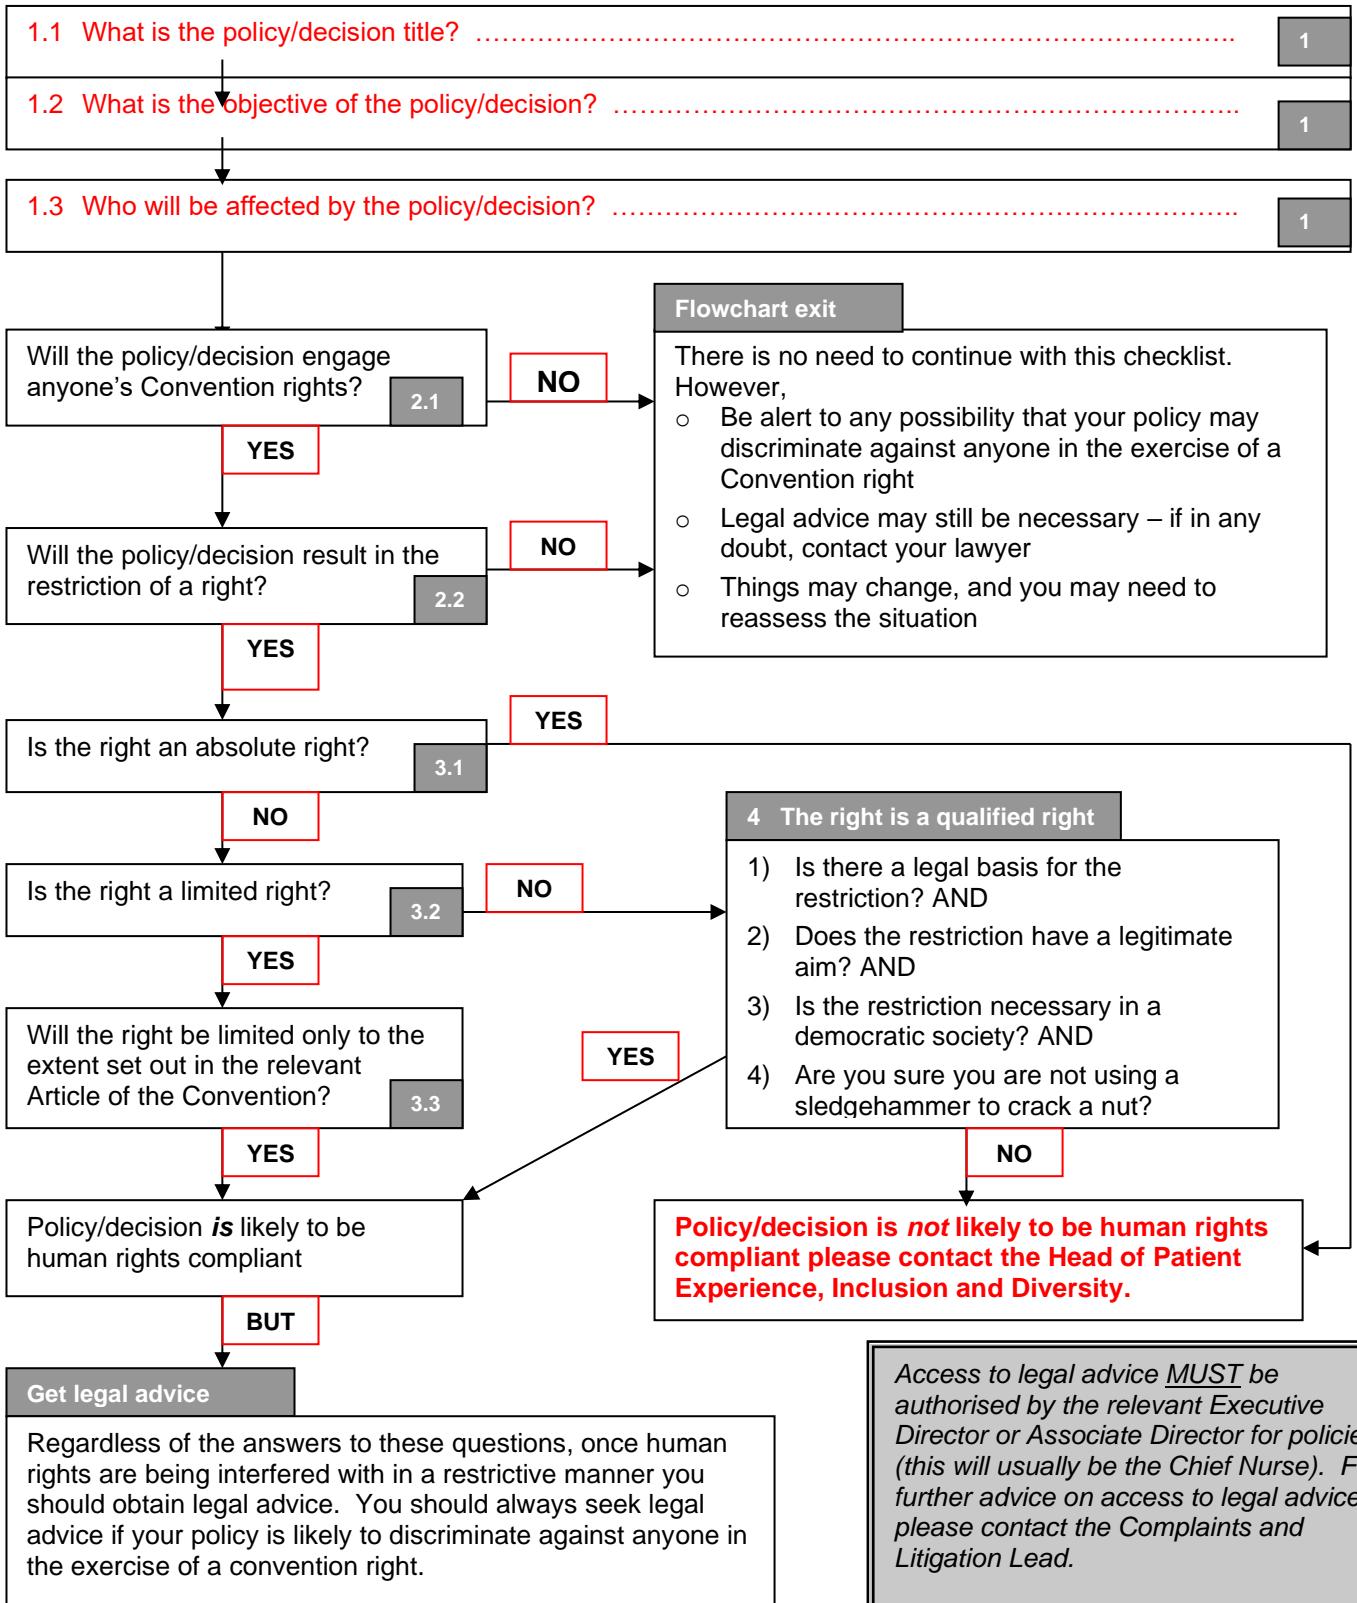 1.1 What is the policy/decision title? ………………………………………………………………………….. 1
1.2 What is the objective of the policy/decision? …………………………………………………………….. 1
1.3 Who will be affected by the policy/decision? …………………………………………………………….. 1
Will the policy/decision engage
anyone’s Convention rights?
2.1
NO
YES
Flowchart exit
There is no need to continue with this checklist.
However,
o Be alert to any possibility that your policy may
discriminate against anyone in the exercise of a
Convention right
o Legal advice may still be necessary – if in any
doubt, contact your lawyer
o Things may change, and you may need to
reassess the situation
Will the policy/decision result in the
restriction of a right?
2.2
NO
YES
Is the right an absolute right?
3.1
YES
NO
Is the right a limited right?
3.2
NO
YES
4 The right is a qualified right
1) Is there a legal basis for the
restriction? AND
2) Does the restriction have a legitimate
aim? AND
3) Is the restriction necessary in a
democratic society? AND
4) Are you sure you are not using a
sledgehammer to crack a nut?
Will the right be limited only to the
extent set out in the relevant
Article of the Convention?
3.3
YES
YES
NO
Policy/decision is likely to be
human rights compliant
Policy/decision is not likely to be human rights
compliant please contact the Head of Patient
Experience, Inclusion and Diversity.
BUT
Get legal advice
Regardless of the answers to these questions, once human
rights are being interfered with in a restrictive manner you
should obtain legal advice. You should always seek legal
advice if your policy is likely to discriminate against anyone in
the exercise of a convention right.
Access to legal advice MUST be
authorised by the relevant Executive
Director or Associate Director for
(this will usually be the Chief Nurse).
further advice on access to legal advice
please contact the Complaints and
Litigation Lead.